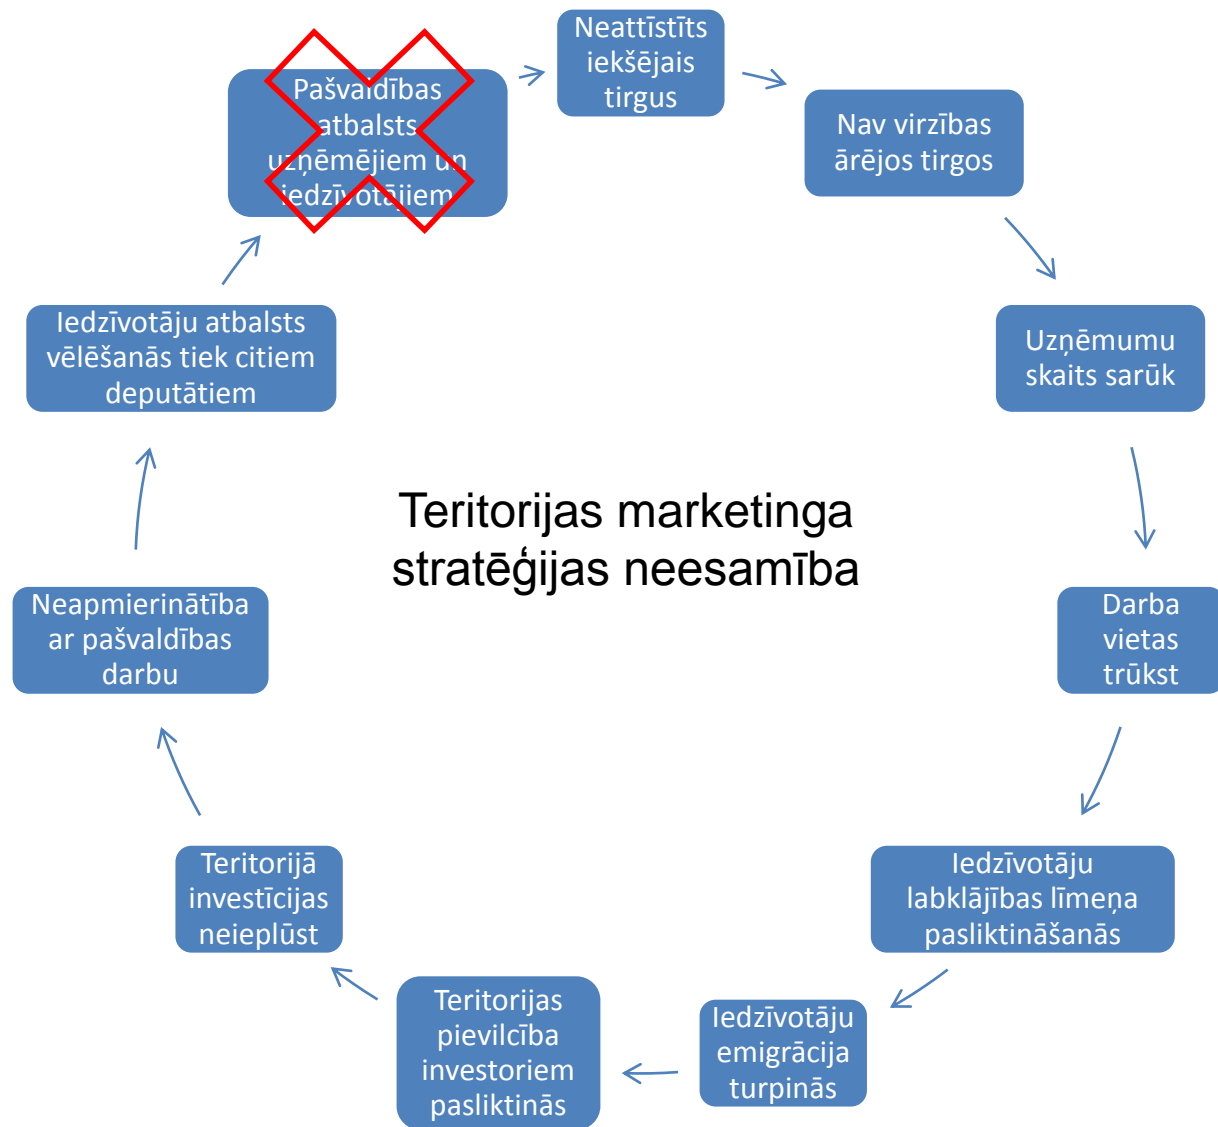 Pašvaldības
atbalsts
uzņēmējiem un
iedzīvotājiem
Neattīstīts
iekšējais
tirgus
Nav virzības
ārējos tirgos
Uzņēmumu
skaits sarūk
Darba
vietas
trūkst
Iedzīvotāju
labklājības līmeņa
pasliktināšanās
Iedzīvotāju
emigrācija
turpinās
Teritorijas
pievilcība
investoriem
pasliktinās
Teritorijā
investīcijas
neieplūst
Neapmierinātība
ar pašvaldības
darbu
Iedzīvotāju atbalsts
vēlēšanās tiek citiem
deputātiem
Teritorijas marketinga
stratēģijas neesamība